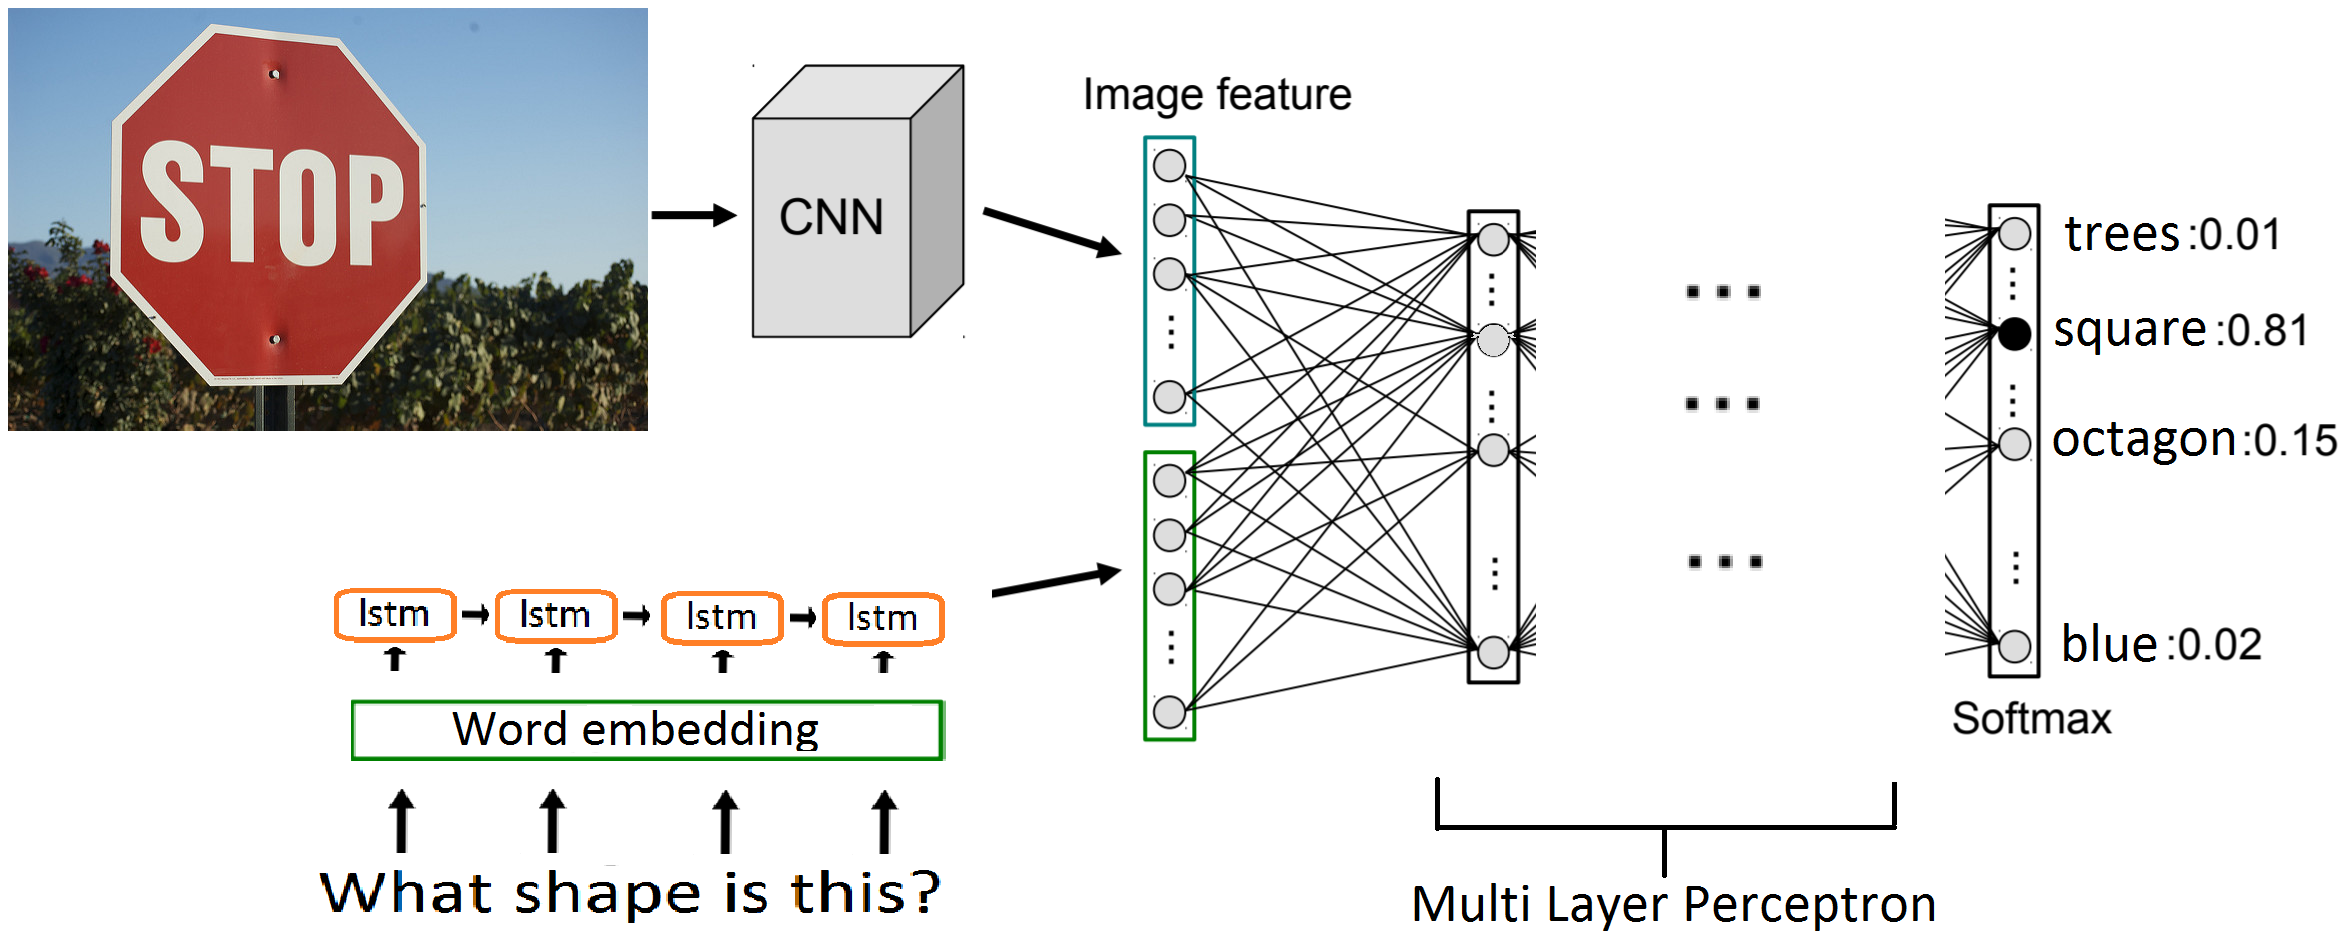 STOP
CNN
Image feature
trees :0.01
square :0.81
octagon :0.15
blue :0.02
Softmax
lstm lstm lstm lstm
Word embedding
What shape is this?
Multi Layer Perceptron